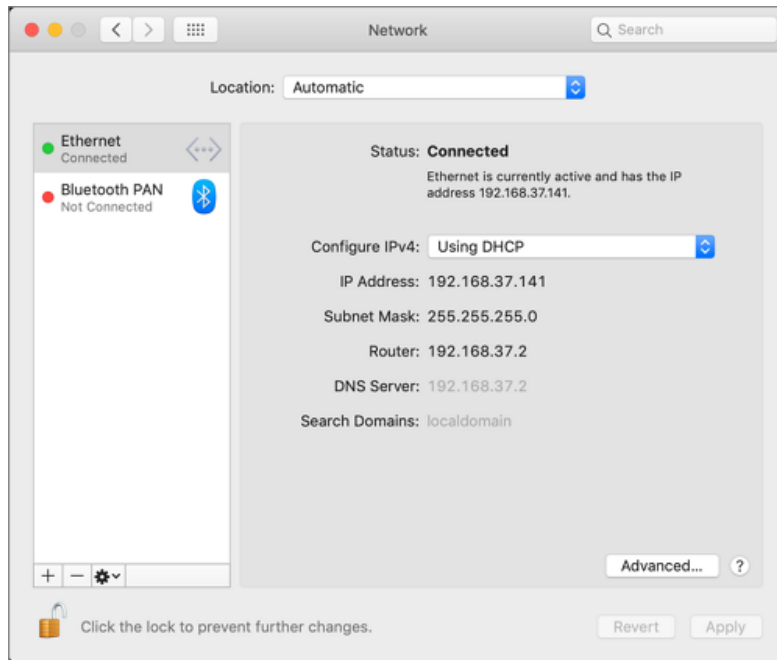 Network
Search
Location: Automatic
Ethernet
Connected
Bluetooth PAN
Not Connected
Status: Connected
Ethernet is currently active and has the IP
address 192.168.37.141.
Configure IPv4: Using DHCP
IP Address: 192.168.37.141
Subnet Mask: 255.255.255.0
Router: 192.168.37.2
DNS Server: 192.168.37.2
Search Domains: localdomain
Advanced... ?
Click the lock to prevent further changes.
Revert Apply